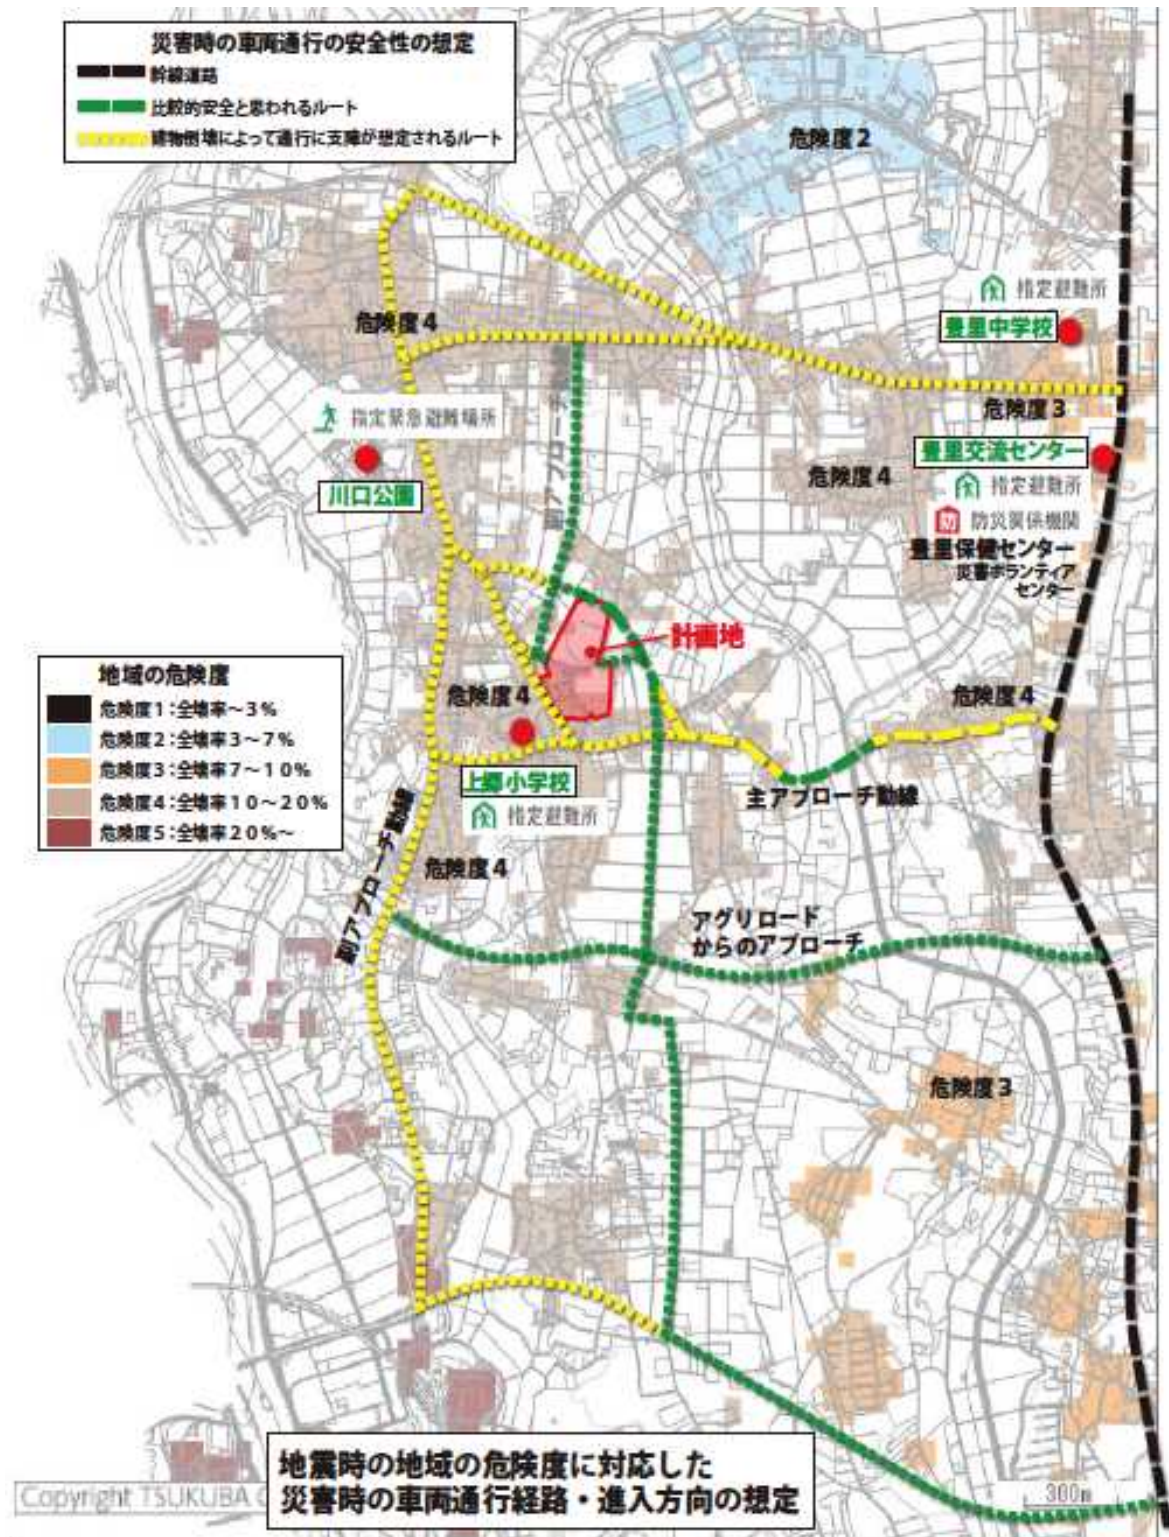 災害時の車両通行の安全性の想定
幹線道路
比較的安全と思われるルート
建物倒壊によって通行に支障が想定されるルート
危険度2
指定避難所
豊里中学校
危険度4
危険度3
指定緊急避難場所
川口公園
副アプローチ動線
危険度4
豊里交流センター
指定避難所
防 防災関係機関
豊里保健センター
災害ボランティア
センター
計画地
地域の危険度
危険度1:全壊率~3%
危険度2:全壊率3~7%
危険度3:全壊率7~10%
危険度4:全壊率10~20%
危険度5:全壊率20%~
危険度4
危険度4
上郷小学校
指定避難所
主アプローチ動線
副アプローチ動線
危険度4
アグリロード
からのアプローチ
危険度3
地震時の地域の危険度に対応した
災害時の車両通行経路・進入方向の想定
300m
Copyright TSUKUBA